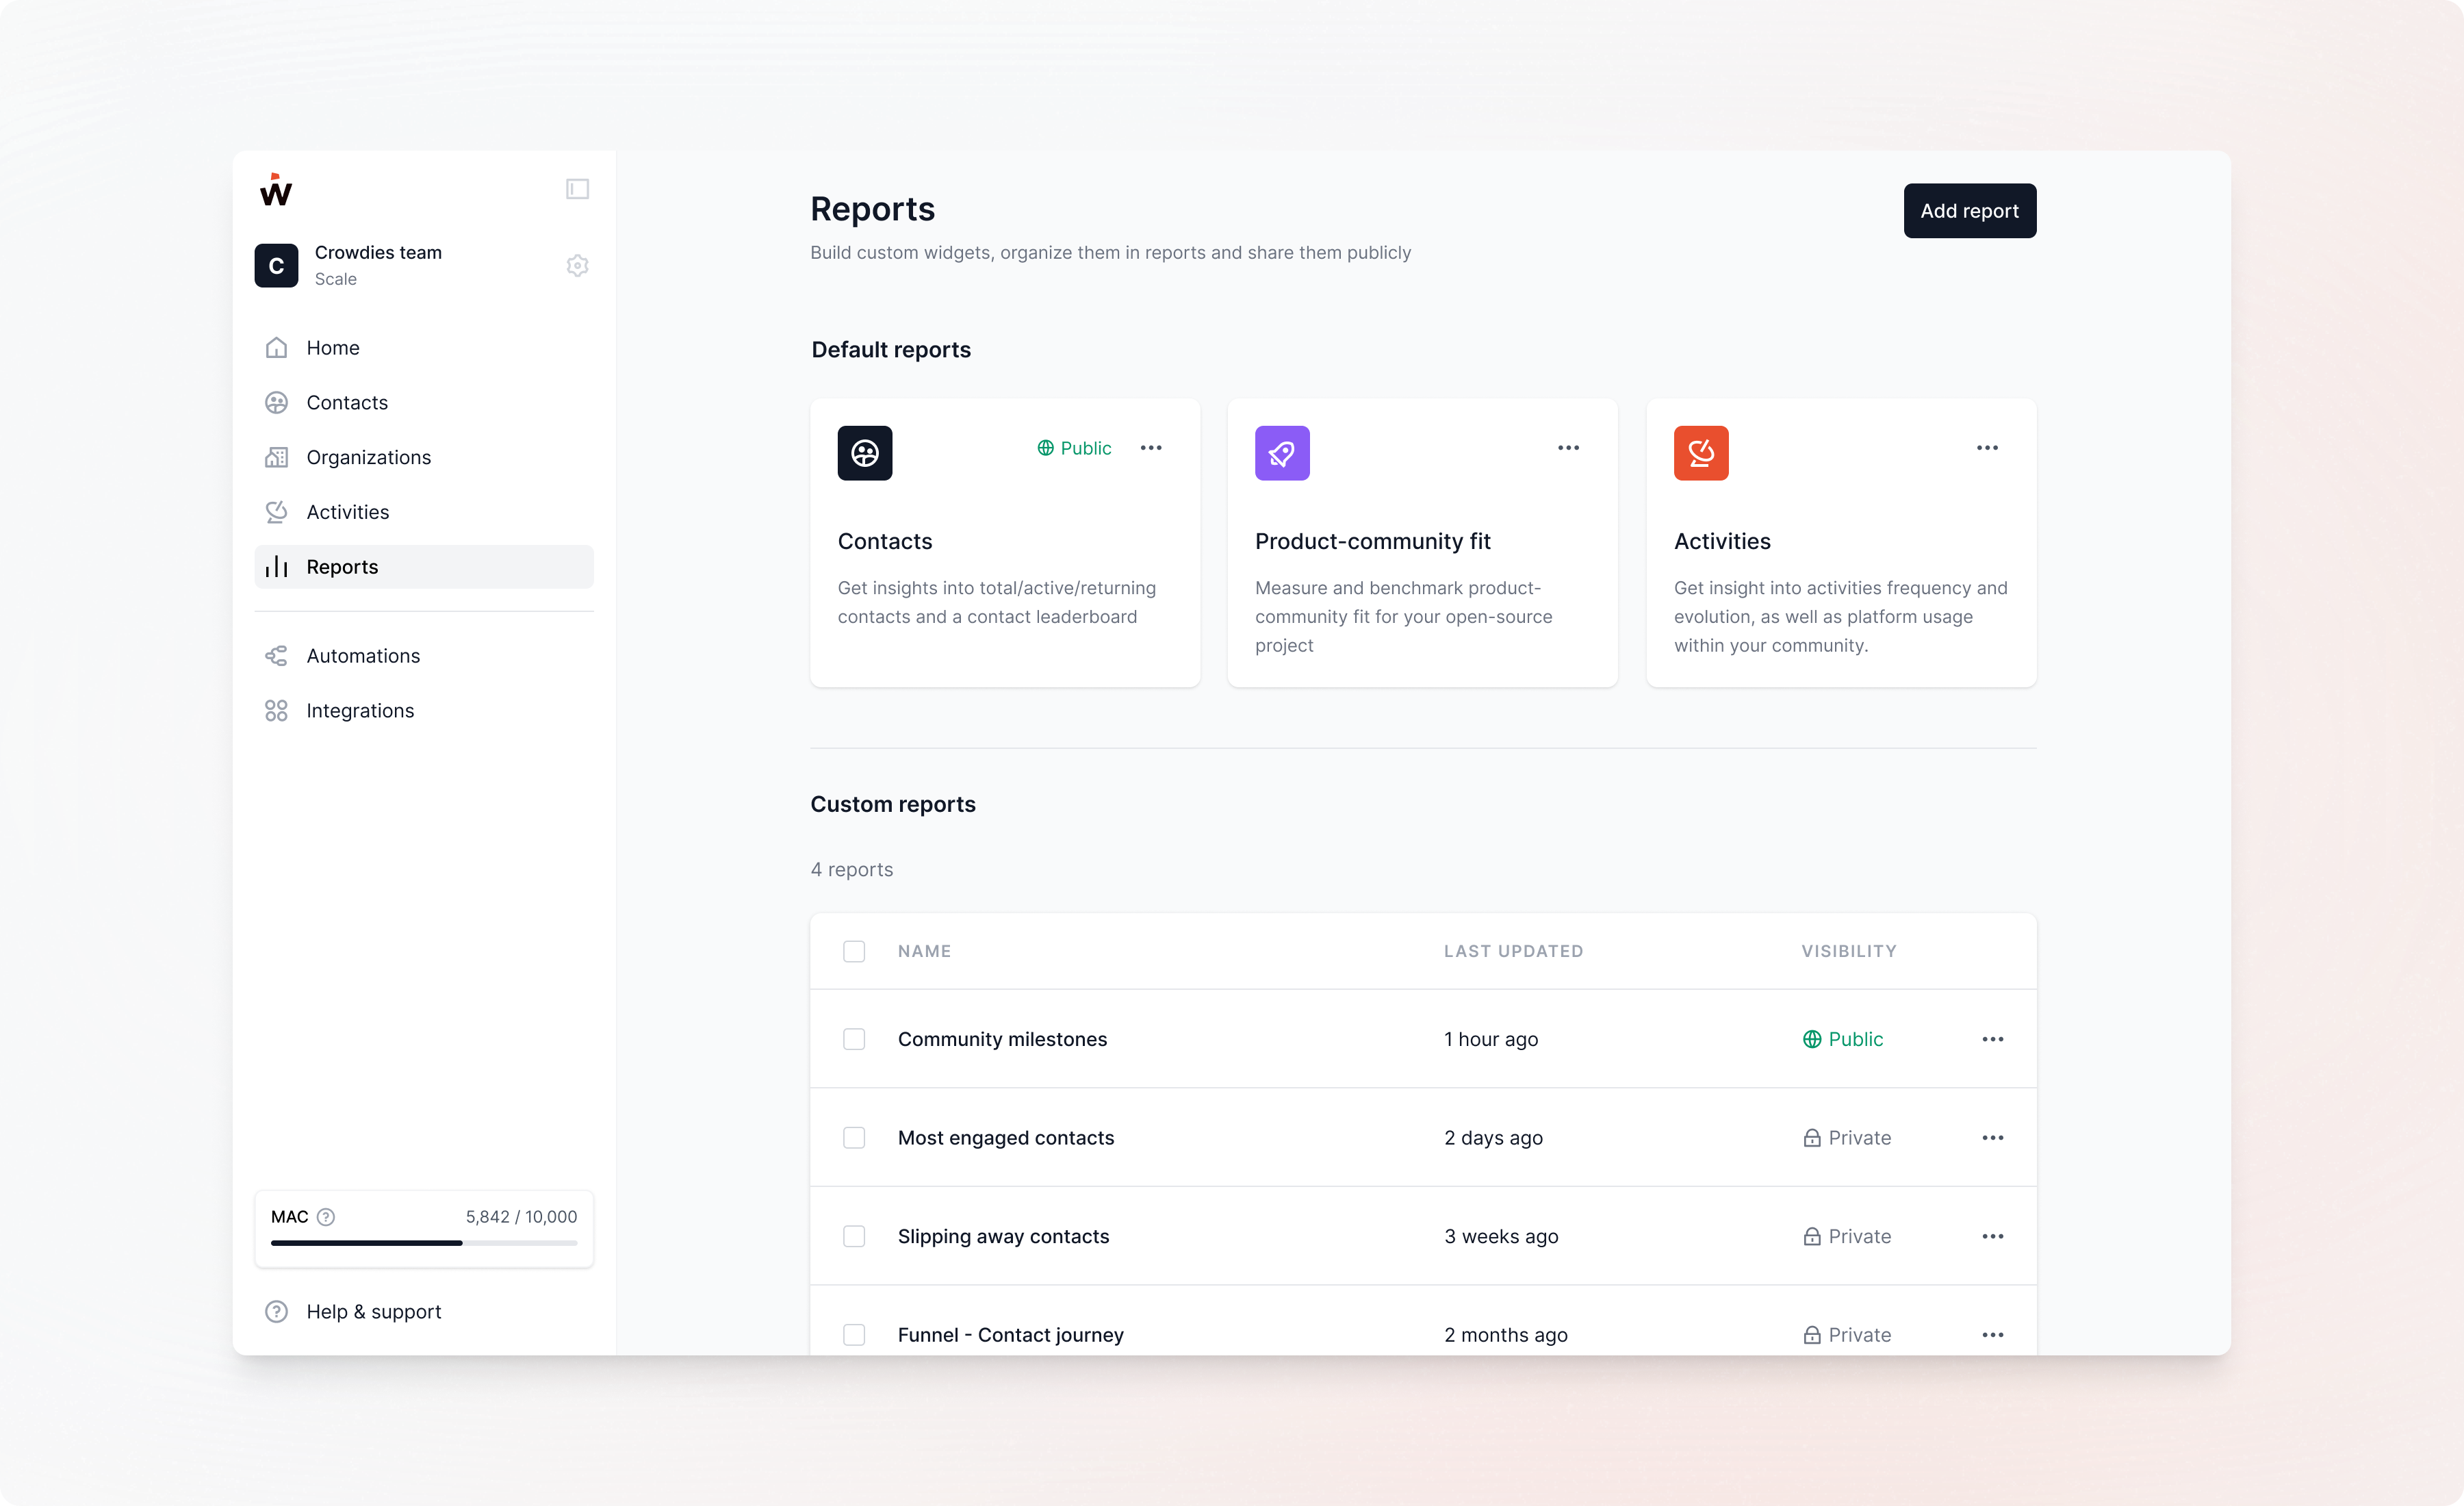 Crowdies team
Scale
C
Home
Contacts
Organizations
Activities
Reports
Automations
Integrations
MAC
5,842 / 10,000
Help & support
Reports
Build custom widgets, organize them in reports and share them publicly
Add report
Default reports
Public
Contacts
Get insights into total/active/returning
contacts and a contact leaderboard
Product-community fit
Measure and benchmark product-
community fit for your open-source
project
Activities
Get insight into activities frequency and
evolution, as well as platform usage
within your community.
Custom reports
4 reports
NAME LAST UPDATED VISIBILITY
Community milestones 1 hour ago Public
Most engaged contacts 2 days ago Private
Slipping away contacts 3 weeks ago Private
Funnel - Contact journey 2 months ago Private